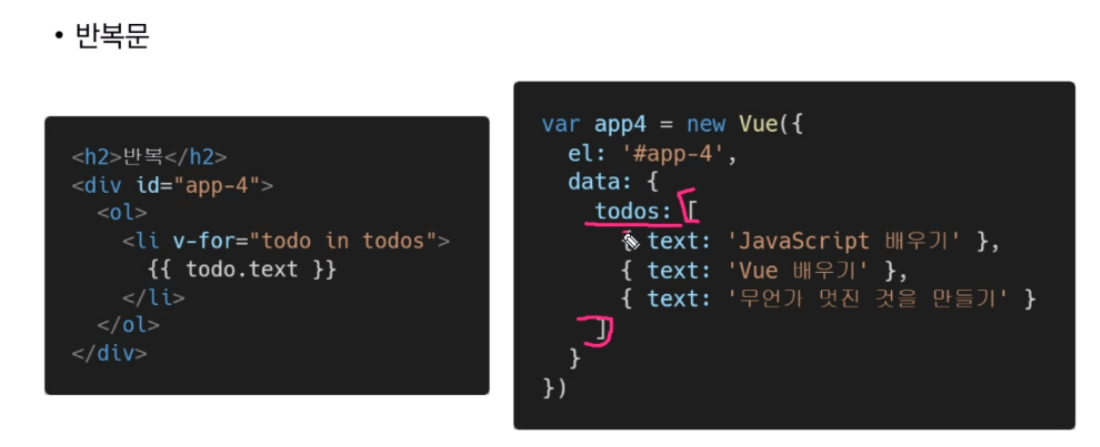 • 반복문
<h2>반복</h2>
<div id="app-4">
  <ol>
    <li v-for="todo in todos">
      {{ todo.text }}
    </li>
  </ol>
</div>
var app4 = new Vue({
  el: '#app-4',
  data: {
    todos: [
      { text: 'JavaScript 배우기' },
      { text: 'Vue 배우기' },
      { text: '무언가 멋진 것을 만들기' }
    ]
  }
})